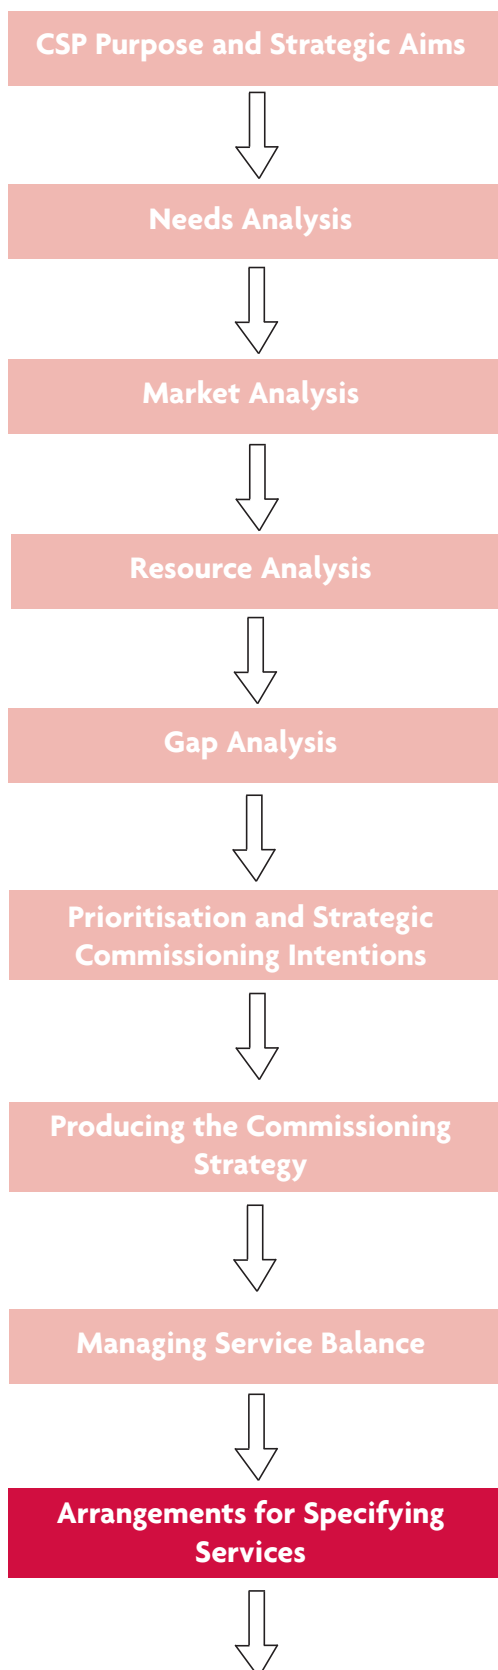 CSP Purpose and Strategic Aims
Needs Analysis
Market Analysis
Resource Analysis
Gap Analysis
Prioritisation and Strategic
Commissioning Intentions
Producing the Commissioning
Strategy
Managing Service Balance
Arrangements for Specifying
Services